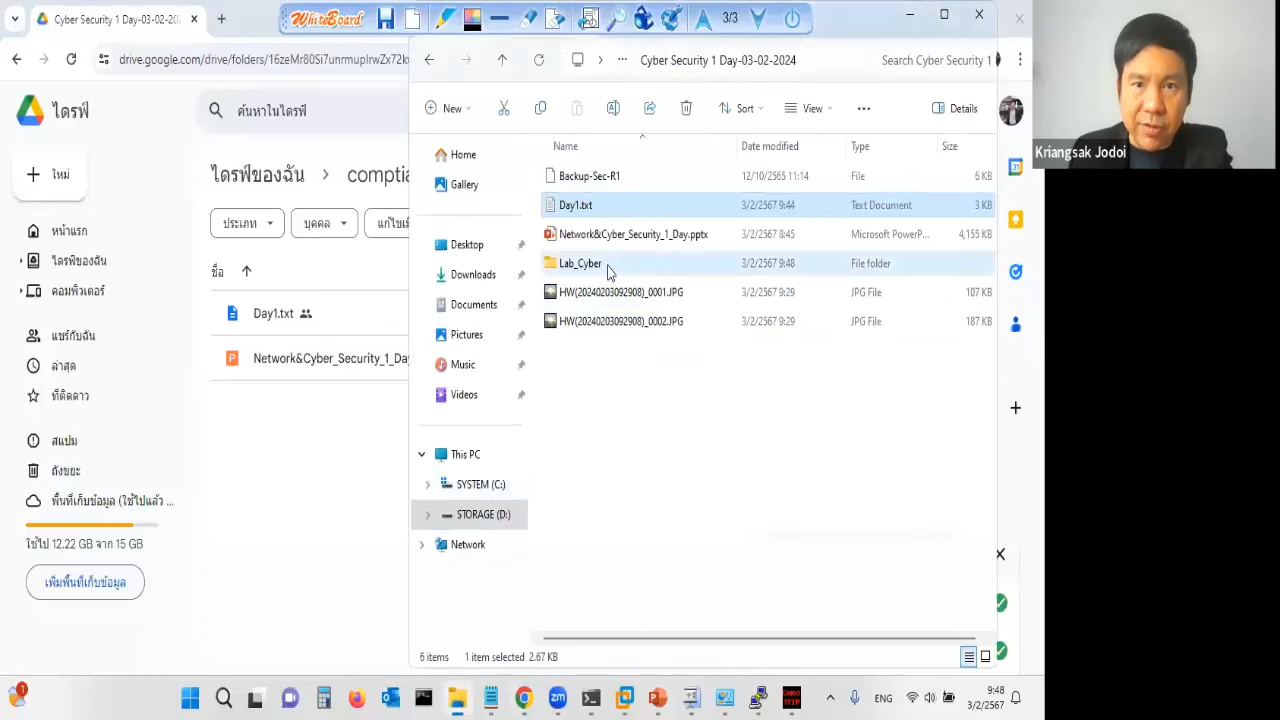 Cyber Security 1 Day-03-02-202
WhiteBoard
3/3
drive.google.com/drive/folders/
Cyber Security 1 Day-03-02-2024
Search Cyber Security 1
ไดรฟ์
ค้นหาในไดรฟ์
New
Sort
View
Details
ใหม่
ไดรฟ์ของฉัน
comptia
ประเภท
บุคคล
หน้าแรก
ไดรฟ์ของฉัน
คอมพิวเตอร์
แชร์กับฉัน
ล่าสุด
ที่ติดดาว
สแปม
ถังขยะ
พื้นที่เก็บข้อมูล (ใช้ไปแล้ว ...
ใช้ไป 12.22 GB จาก 15 GB
เพิ่มพื้นที่เก็บข้อมูล
ชื่อ
Day1.txt
Network&Cyber_Security_1_Day
Home
Gallery
Desktop
Downloads
Documents
Pictures
Music
Videos
This PC
SYSTEM (C:)
STORAGE (D:)
Network
Name Date modified Type Size
Backup-Sec-R1 12/10/2565 11:14 File 6 KB
Day1.txt 3/2/2567 9:44 Text Document 3 KB
Network&Cyber_Security_1_Day.pptx 3/2/2567 8:45 Microsoft PowerP... 4,155 KB
Lab_Cyber 3/2/2567 9:48 File folder
HW(20240203092908)_0001.JPG 3/2/2567 9:29 JPG File 107 KB
HW(20240203092908)_0002.JPG 3/2/2567 9:29 JPG File 187 KB
6 items 1 item selected 2.67 KB
Kriangsak Jodoi
ENG
9:48
3/2/2567